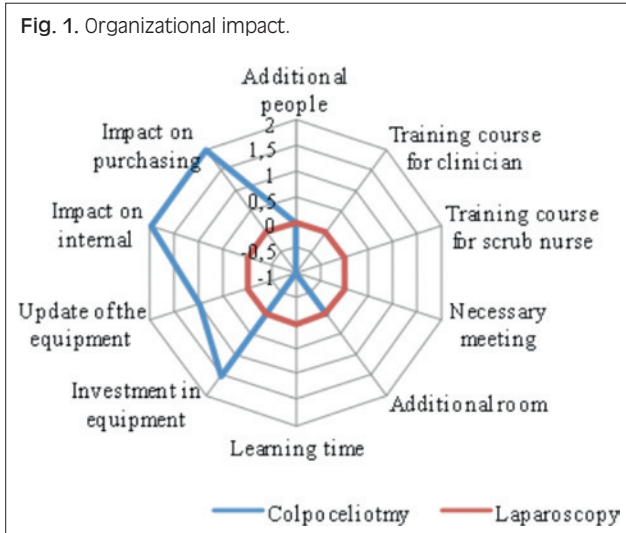 Fig. 1. Organizational impact.
Additional
people
2
1,5
1
0,5
0
-0,5
-1
Training course
for clinician
Training course
for scrub nurse
Necessary
meeting
Additional room
Learning time
Investment in
equipment
Update of the
equipment
Impact on
internal
Impact on
purchasing
Colpoceliotmy
Laparoscopy